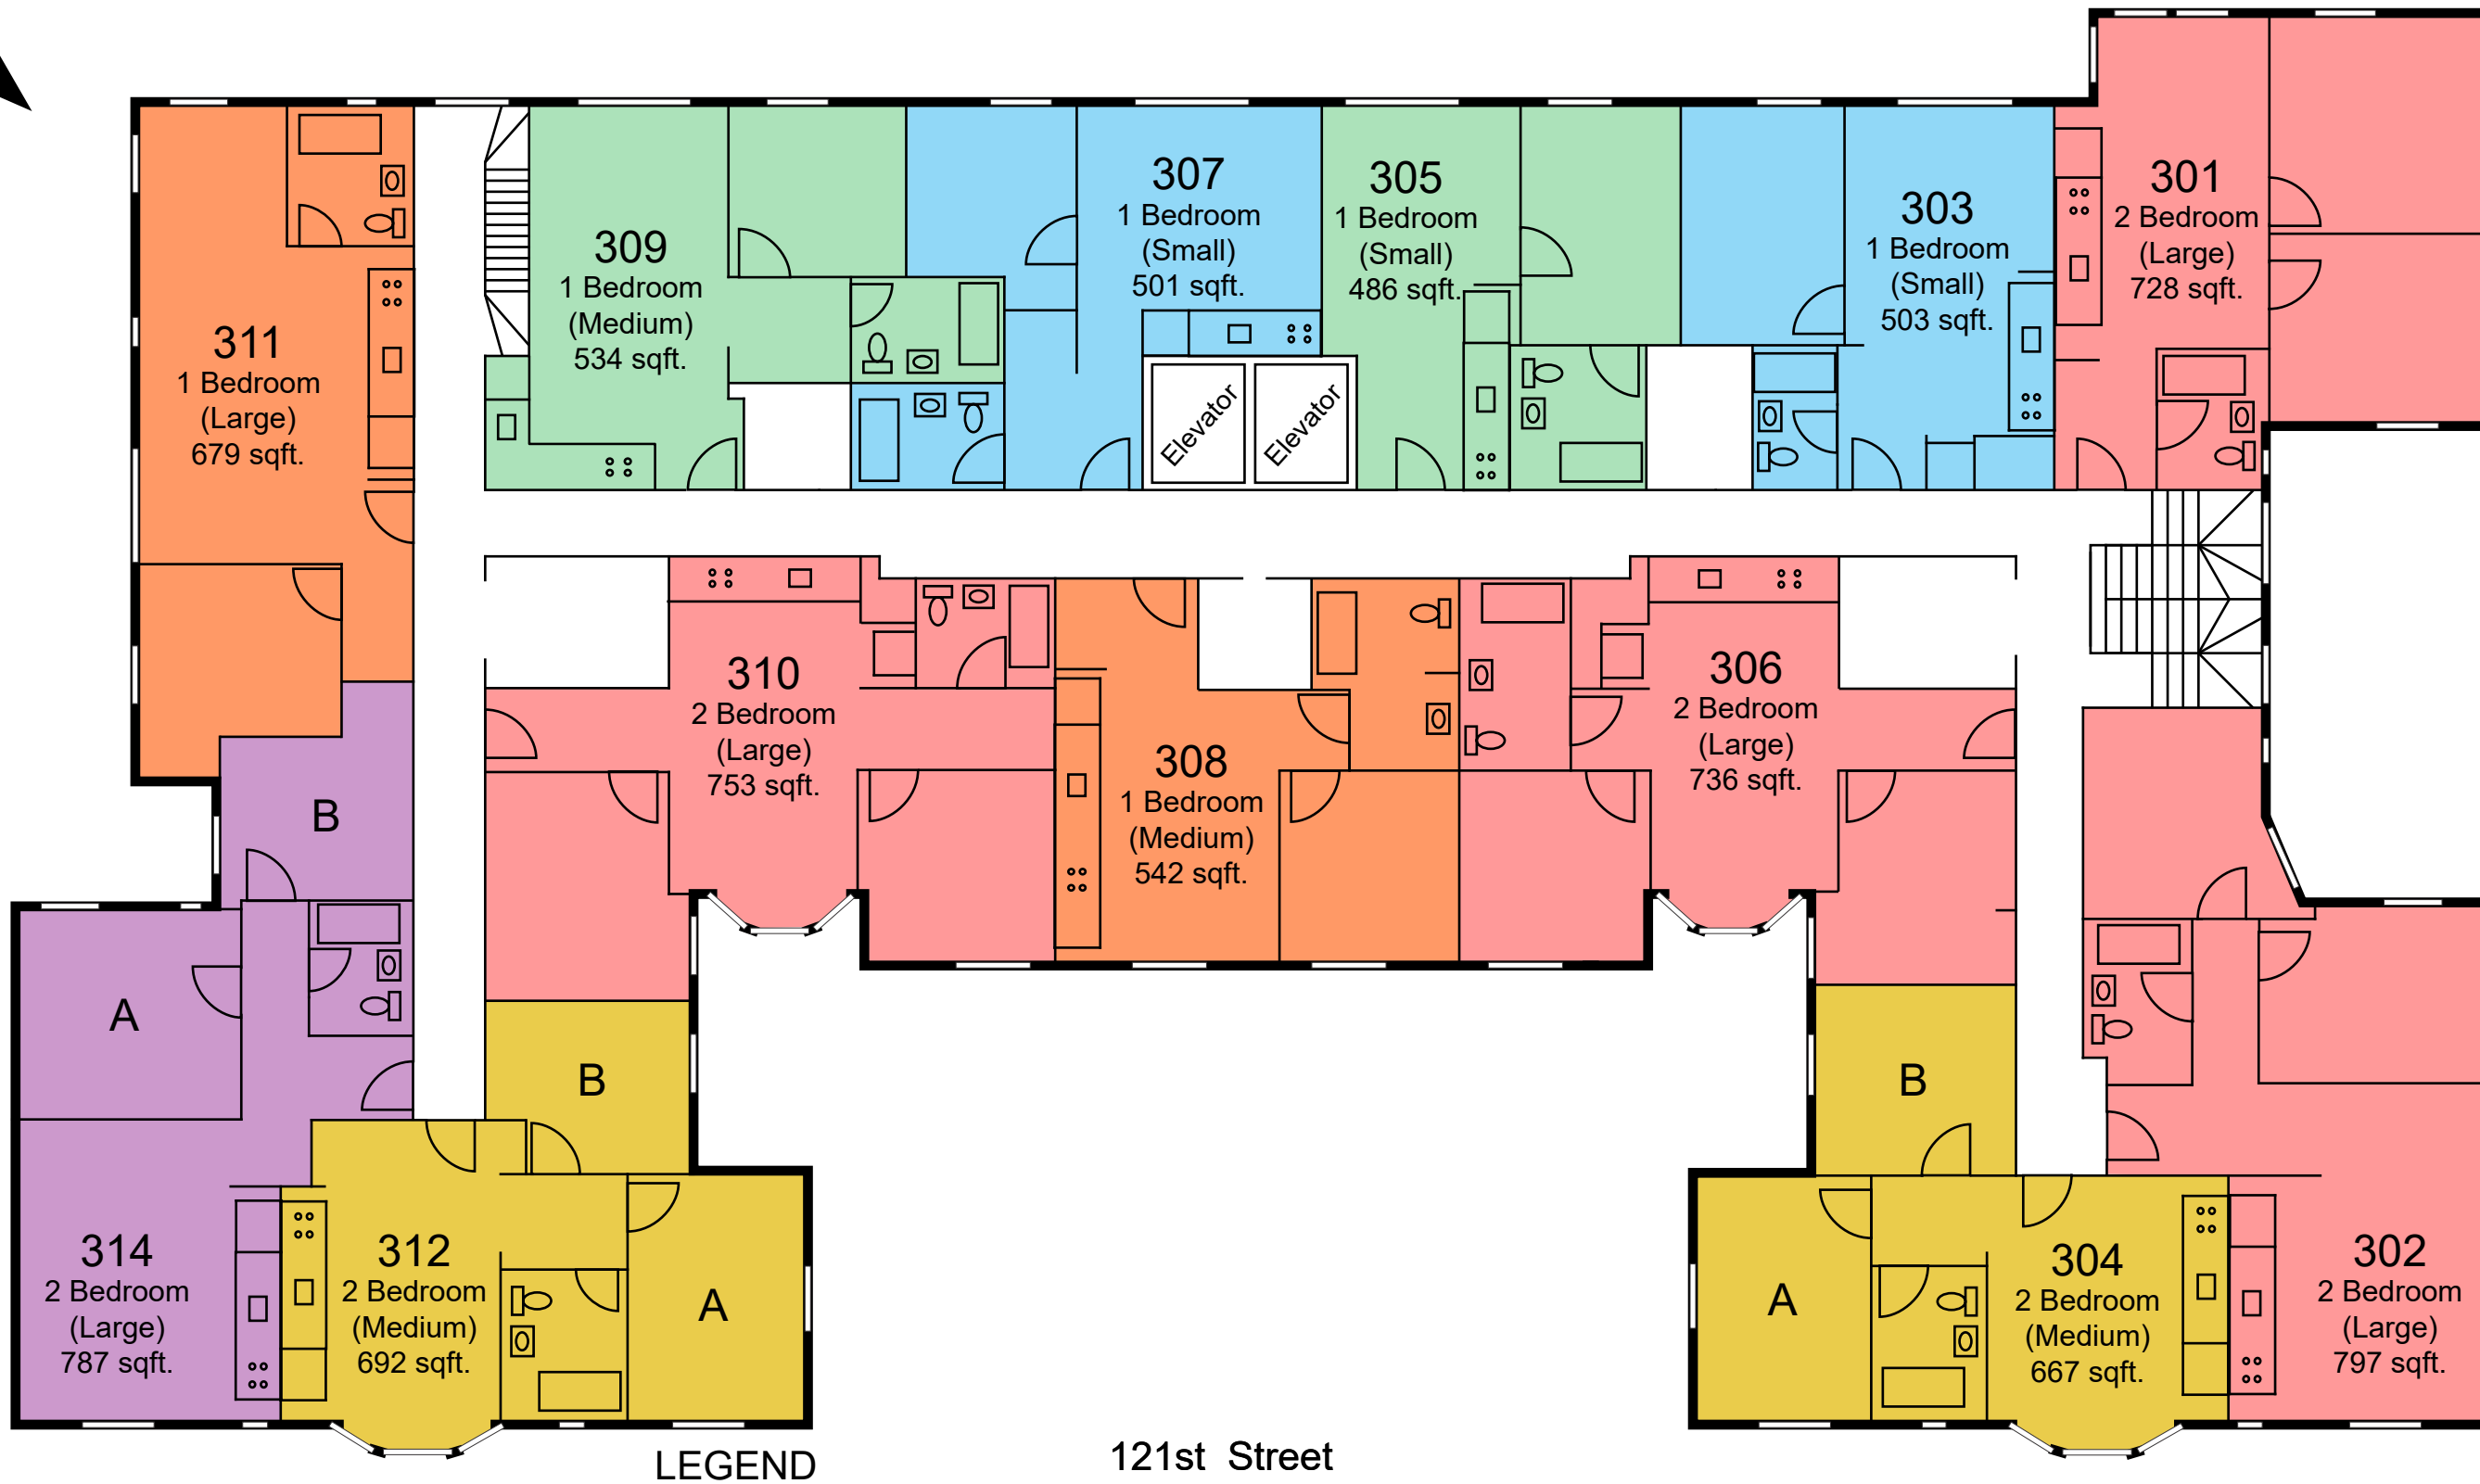 307
1 Bedroom
(Small)
501 sqft.
305
1 Bedroom
(Small)
486 sqft.
301
2 Bedroom
(Large)
728 sqft.
303
1 Bedroom
(Small)
503 sqft.
309
1 Bedroom
(Medium)
534 sqft.
311
1 Bedroom
(Large)
679 sqft.
Elevator
Elevator
310
2 Bedroom
(Large)
753 sqft.
306
2 Bedroom
(Large)
736 sqft.
308
1 Bedroom
(Medium)
542 sqft.
B
A
B
B
314
2 Bedroom
(Large)
787 sqft.
312
2 Bedroom
(Medium)
692 sqft.
A
A
304
2 Bedroom
(Medium)
667 sqft.
302
2 Bedroom
(Large)
797 sqft.
LEGEND
121st Street